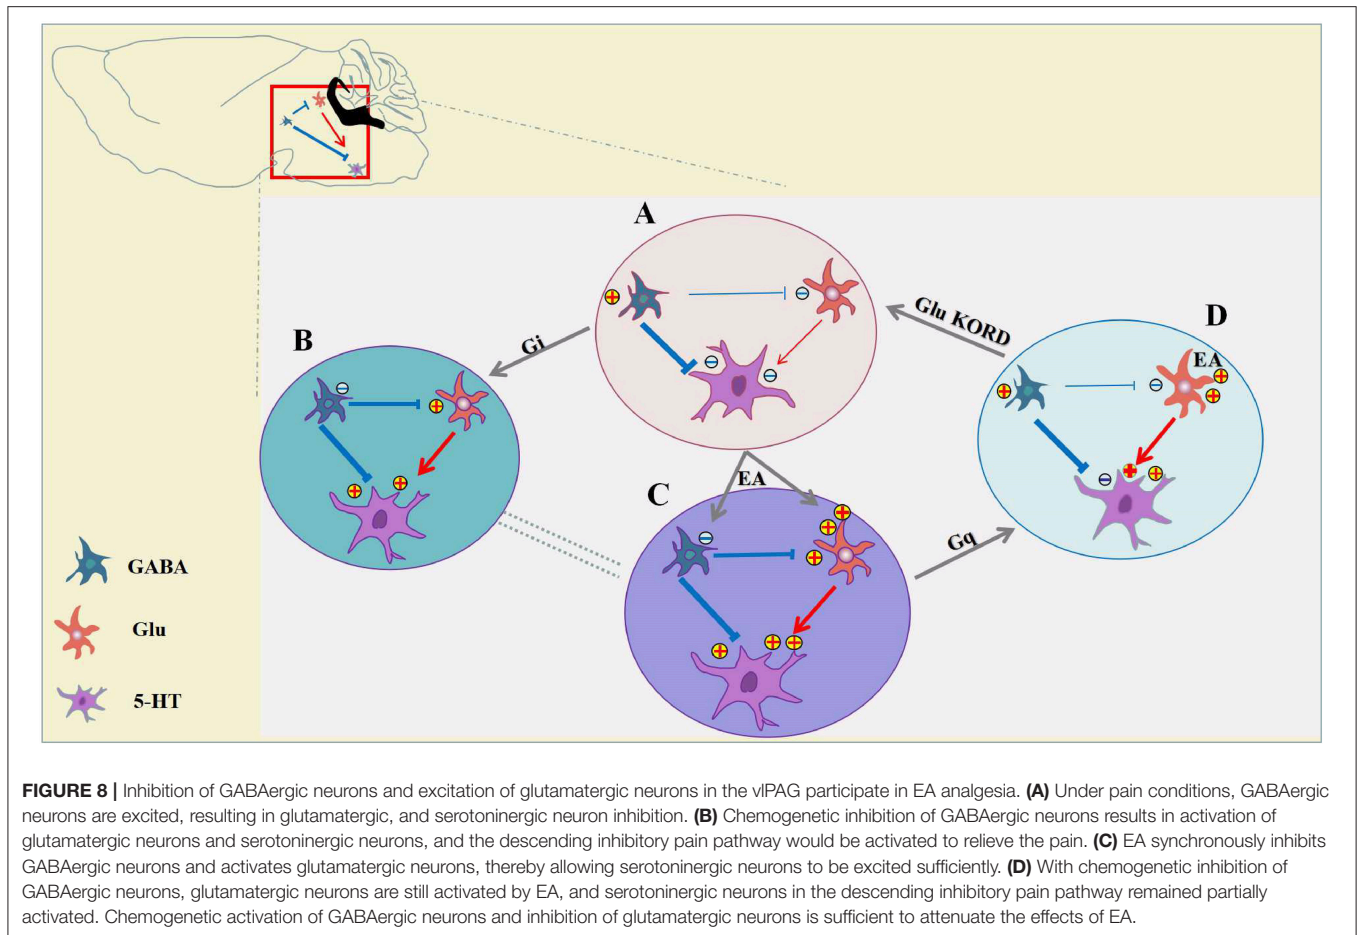 A
B
Gi
Glu KORD
D
EA
EA
C
Gq
GABA
Glu
5-HT
FIGURE 8 | Inhibition of GABAergic neurons and excitation of glutamatergic neurons in the vlPAG participate in EA analgesia. (A) Under pain conditions, GABAergic
neurons are excited, resulting in glutamatergic, and serotoninergic neuron inhibition. (B) Chemogenetic inhibition of GABAergic neurons results in activation of
glutamatergic neurons and serotoninergic neurons, and the descending inhibitory pain pathway would be activated to relieve the pain. (C) EA synchronously inhibits
GABAergic neurons and activates glutamatergic neurons, thereby allowing serotoninergic neurons to be excited sufficiently. (D) With chemogenetic inhibition of
GABAergic neurons, glutamatergic neurons are still activated by EA, and serotoninergic neurons in the descending inhibitory pain pathway remained partially
activated. Chemogenetic activation of GABAergic neurons and inhibition of glutamatergic neurons is sufficient to attenuate the effects of EA.